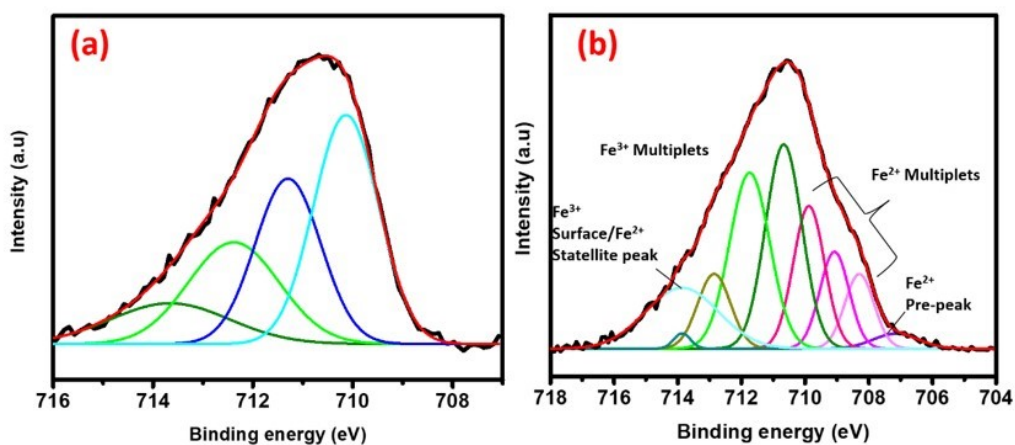 (a)
Intensity (a.u)
716
714
712
710
708
Binding energy (eV)
(b)
Intensity (a.u)
Fe³⁺ Multiplets
Fe²⁺ Multiplets
Fe³⁺
Surface/Fe²⁺
Statellite peak
Fe²⁺
Pre-peak
718
716
714
712
710
708
706
704
Binding energy (eV)